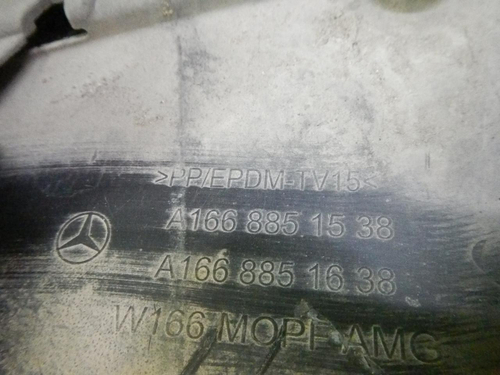 >PP/EPDM-TV15<
A166 885 15 38
A166 885 16 38
W166 MOPF AMG